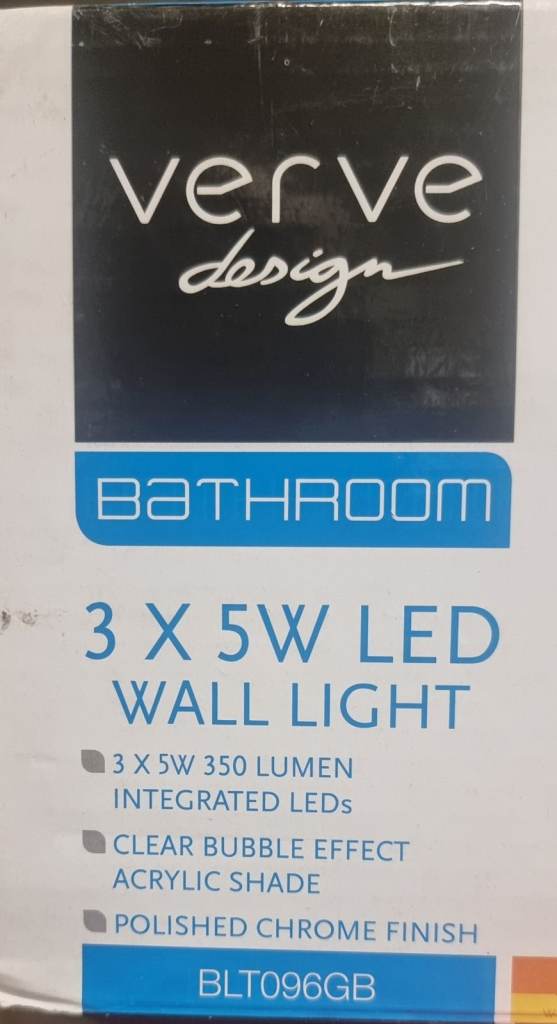 verve
design
BaTHROOM
3 X 5W LED
WALL LIGHT
3 X 5W 350 LUMEN
INTEGRATED LEDs
CLEAR BUBBLE EFFECT
ACRYLIC SHADE
POLISHED CHROME FINISH
BLT096GB